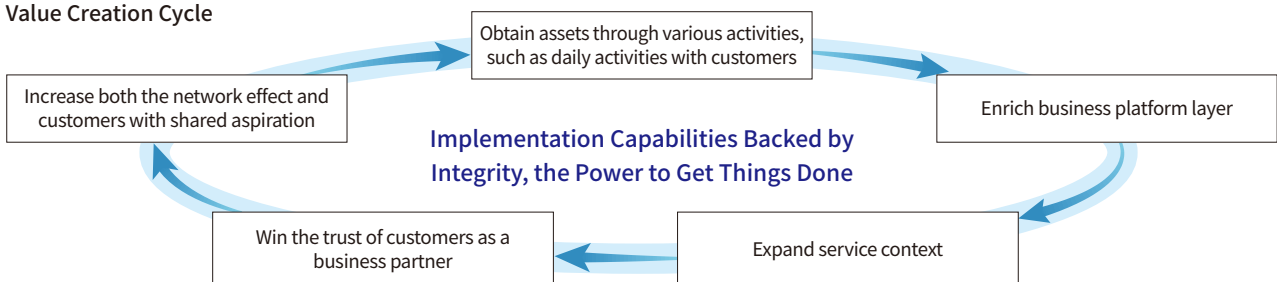 Value Creation Cycle
Obtain assets through various activities,
such as daily activities with customers
Increase both the network effect and
customers with shared aspiration
Enrich business platform layer
Implementation Capabilities Backed by
Integrity, the Power to Get Things Done
Win the trust of customers as a
business partner
Expand service context